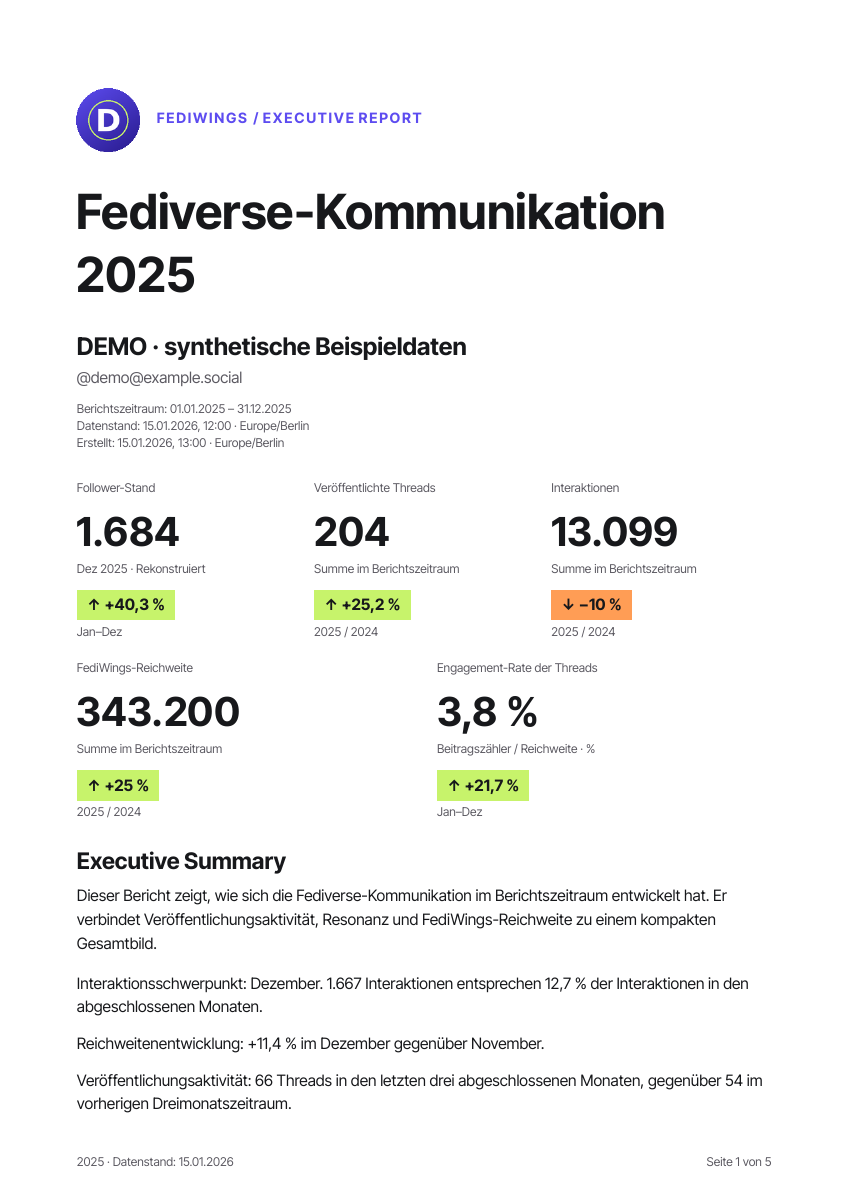 D
FEDIWINGS / EXECUTIVE REPORT
Fediverse-Kommunikation
2025
DEMO · synthetische Beispieldaten
@demo@example.social
Berichtszeitraum: 01.01.2025 – 31.12.2025
Datenstand: 15.01.2026, 12:00 · Europe/Berlin
Erstellt: 15.01.2026, 13:00 · Europe/Berlin
Follower-Stand
1.684
Dez 2025 · Rekonstruiert
↑ +40,3 %
Jan–Dez
Veröffentlichte Threads
204
Summe im Berichtszeitraum
↑ +25,2 %
2025 / 2024
Interaktionen
13.099
Summe im Berichtszeitraum
↓ −10 %
2025 / 2024
FediWings-Reichweite
343.200
Summe im Berichtszeitraum
↑ +25 %
2025 / 2024
Engagement-Rate der Threads
3,8 %
Beitragszähler / Reichweite · %
↑ +21,7 %
Jan–Dez
Executive Summary
Dieser Bericht zeigt, wie sich die Fediverse-Kommunikation im Berichtszeitraum entwickelt hat. Er
verbindet Veröffentlichungsaktivität, Resonanz und FediWings-Reichweite zu einem kompakten
Gesamtbild.
Interaktionsschwerpunkt: Dezember. 1.667 Interaktionen entsprechen 12,7 % der Interaktionen in den
abgeschlossenen Monaten.
Reichweitenentwicklung: +11,4 % im Dezember gegenüber November.
Veröffentlichungsaktivität: 66 Threads in den letzten drei abgeschlossenen Monaten, gegenüber 54 im
vorherigen Dreimonatszeitraum.
2025 · Datenstand: 15.01.2026
Seite 1 von 5